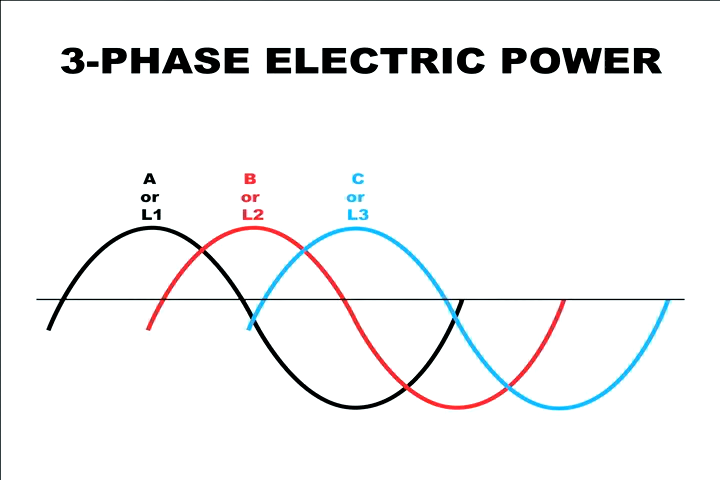 3-PHASE ELECTRIC POWER
A
or
L1
B
or
L2
C
or
L3